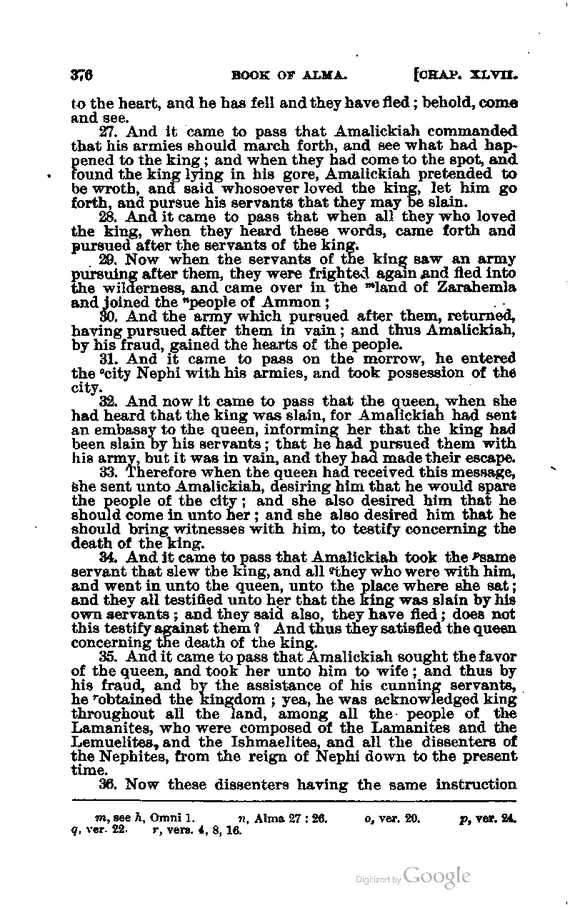 376 BOOK OF ALMA. [CHAP. XLVII.
to the heart, and he has fell and they have fled; behold, come
and see.
27. And it came to pass that Amalickiah commanded
that his armies should march forth, and see what had hap-
pened to the king; and when they had come to the spot, and
found the king lying in his gore, Amalickiah pretended to
be wroth, and said whosoever loved the king, let him go
forth, and pursue his servants that they may be slain.
28. And it came to pass that when all they who loved
the king, when they heard these words, came forth and
pursued after the servants of the king.
29. Now when the servants of the king saw an army
pursuing after them, they were frighted again and fled into
the wilderness, and came over in the ᵐland of Zarahemla
and joined the ⁿpeople of Ammon;
30. And the army which pursued after them, returned,
having pursued after them in vain; and thus Amalickiah,
by his fraud, gained the hearts of the people.
31. And it came to pass on the morrow, he entered
the ᵒcity Nephi with his armies, and took possession of the
city.
32. And now it came to pass that the queen, when she
had heard that the king was slain, for Amalickiah had sent
an embassy to the queen, informing her that the king had
been slain by his servants; that he had pursued them with
his army, but it was in vain, and they had made their escape.
33. Therefore when the queen had received this message,
she sent unto Amalickiah, desiring him that he would spare
the people of the city; and she also desired him that he
should come in unto her; and she also desired him that he
should bring witnesses with him, to testify concerning the
death of the king.
34. And it came to pass that Amalickiah took the ᵖsame
servant that slew the king, and all ᑫthey who were with him,
and went in unto the queen, unto the place where she sat;
and they all testified unto her that the king was slain by his
own servants; and they said also, they have fled; does not
this testify against them? And thus they satisfied the queen
concerning the death of the king.
35. And it came to pass that Amalickiah sought the favor
of the queen, and took her unto him to wife; and thus by
his fraud, and by the assistance of his cunning servants,
he ʳobtained the kingdom; yea, he was acknowledged king
throughout all the land, among all the people of the
Lamanites, who were composed of the Lamanites and the
Lemuelites, and the Ishmaelites, and all the dissenters of
the Nephites, from the reign of Nephi down to the present
time.
36. Now these dissenters having the same instruction
m, see h, Omni 1. n, Alma 27 : 26. o, ver. 20. p, ver. 24.
q, ver. 22. r, vers. 4, 8, 16.
Digitized by Google